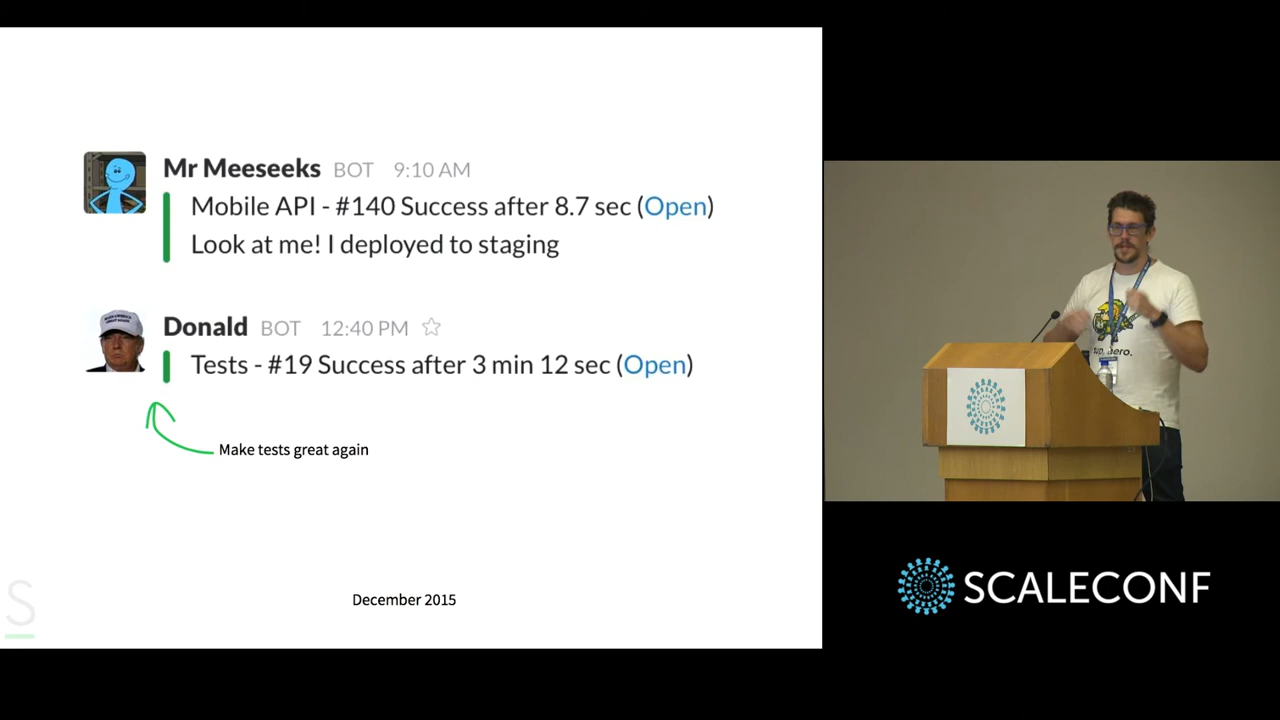 Mr Meeseeks BOT 9:10 AM
Mobile API - #140 Success after 8.7 sec (Open)
Look at me! I deployed to staging
Donald BOT 12:40 PM
Tests - #19 Success after 3 min 12 sec (Open)
Make tests great again
December 2015
S
SCALECONF